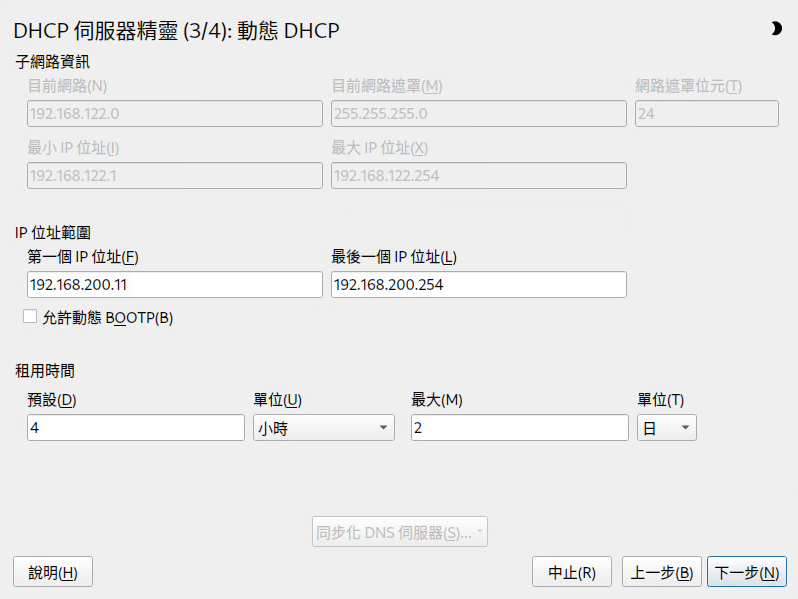 DHCP 伺服器精靈 (3/4): 動態 DHCP
子網路資訊
目前網路(N) 目前網路遮罩(M) 網路遮罩位元(T)
192.168.122.0 255.255.255.0 24
最小 IP 位址(I) 最大 IP 位址(X)
192.168.122.1 192.168.122.254
IP 位址範圍
第一個 IP 位址(F) 最後一個 IP 位址(L)
192.168.200.11 192.168.200.254
允許動態 BOOTP(B)
租用時間
預設(D) 單位(U) 最大(M) 單位(T)
4 小時 2 日
同步化 DNS 伺服器(S)...
說明(H) 中止(R) 上一步(B) 下一步(N)